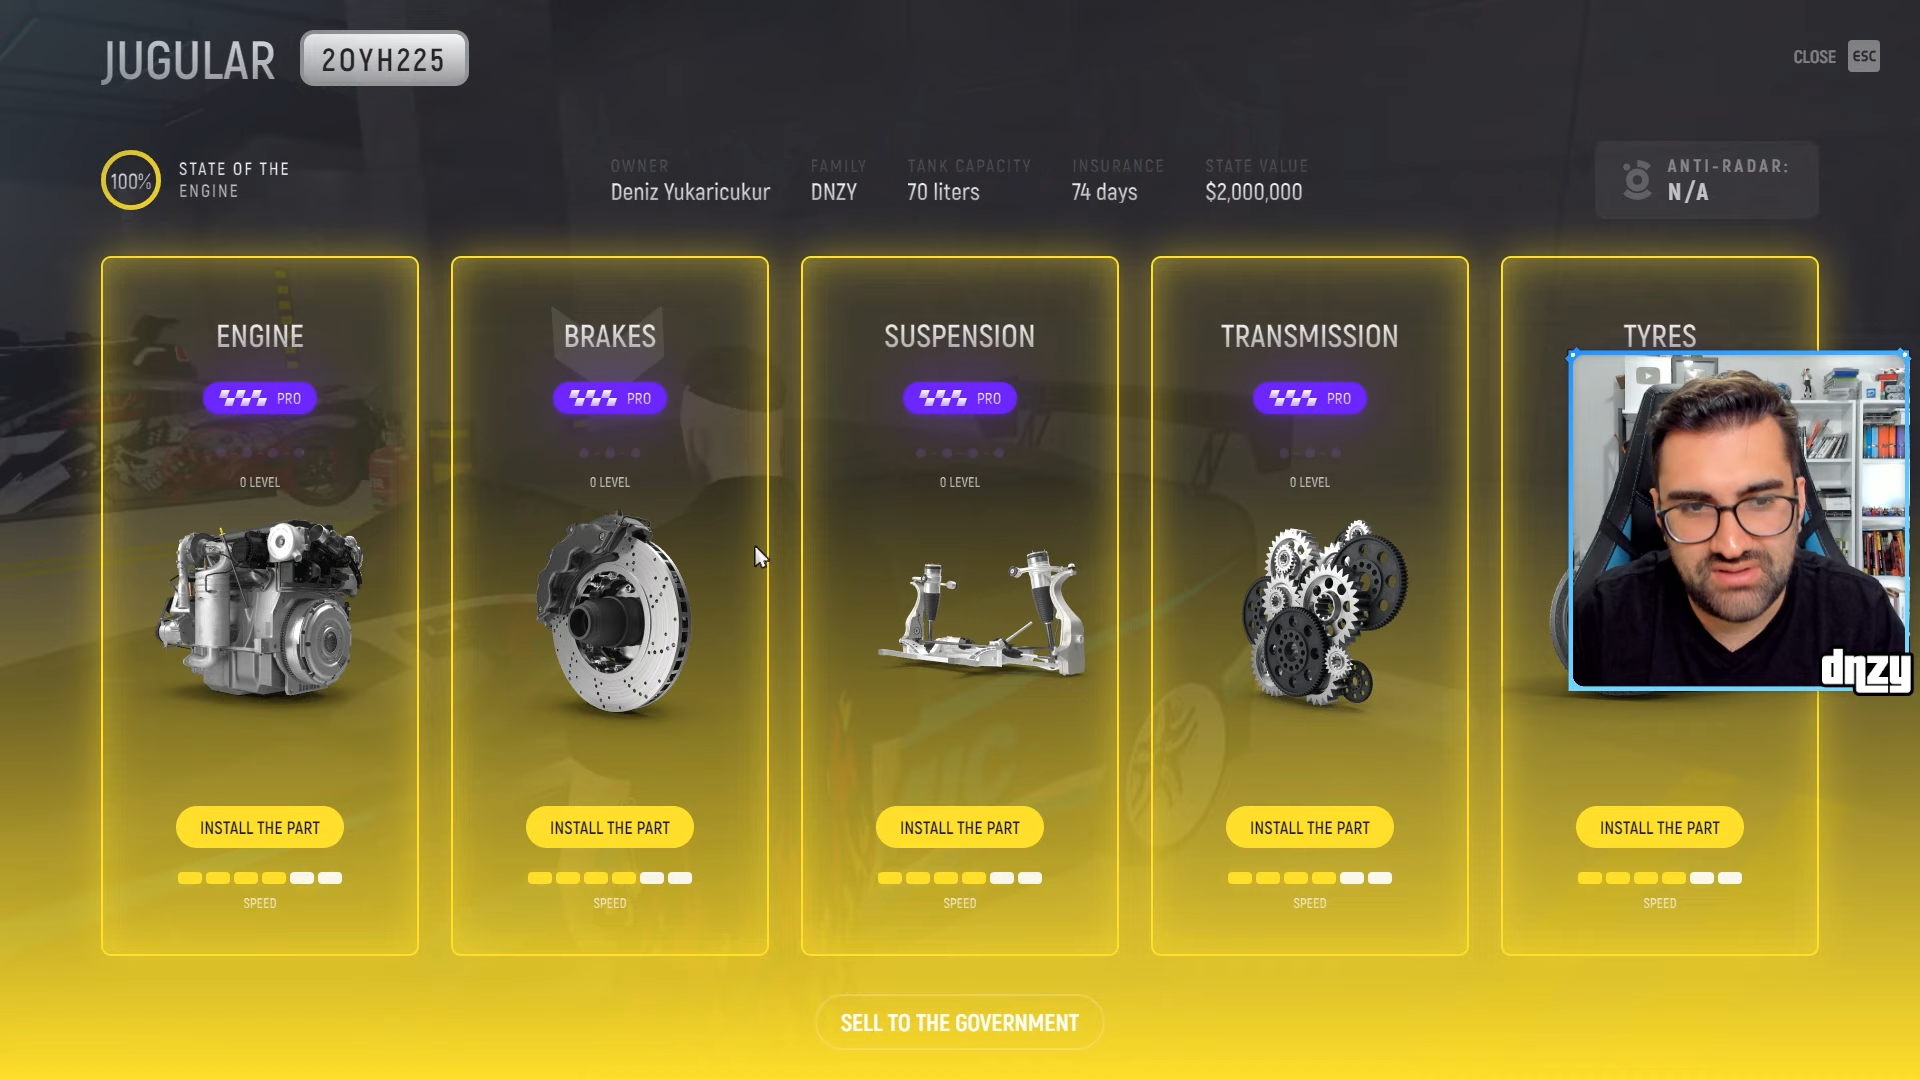 JUGULAR
20YH225
CLOSE ESC
100%
STATE OF THE
ENGINE
OWNER
Deniz Yukaricukur
FAMILY
DNZY
TANK CAPACITY
70 liters
INSURANCE
74 days
STATE VALUE
$2,000,000
ANTI-RADAR:
N/A
ENGINE
PRO
0 LEVEL
INSTALL THE PART
SPEED
BRAKES
PRO
0 LEVEL
INSTALL THE PART
SPEED
SUSPENSION
PRO
0 LEVEL
INSTALL THE PART
SPEED
TRANSMISSION
PRO
0 LEVEL
INSTALL THE PART
SPEED
TYRES
INSTALL THE PART
SPEED
dnzy
SELL TO THE GOVERNMENT